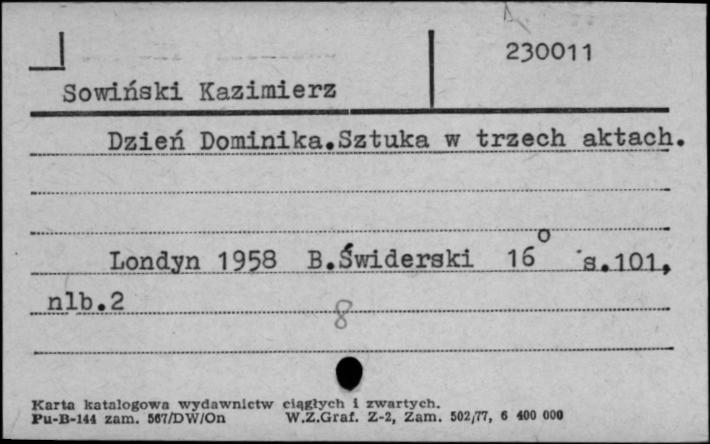 230011
Sowiński Kazimierz
Dzień Dominika.Sztuka w trzech aktach.
Londyn 1958 B.Świderski 16° s.101,
nlb.2
8
Karta katalogowa wydawnictw ciągłych i zwartych.
Pu-B-144 zam. 567/DW/On W.Z.Graf. Z-2, Zam. 502/77, 6 400 000